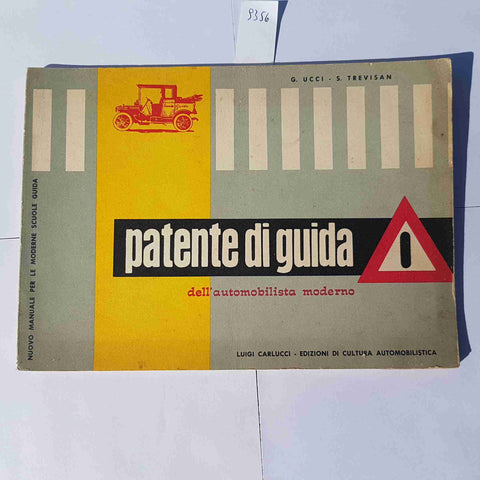 9356
G. UCCI - S. TREVISAN
patente di guida
dell'automobilista moderno
LUIGI CARLUCCI - EDIZIONI DI CULTURA AUTOMOBILISTICA
NUOVO MANUALE PER LE MODERNE SCUOLE GUIDA